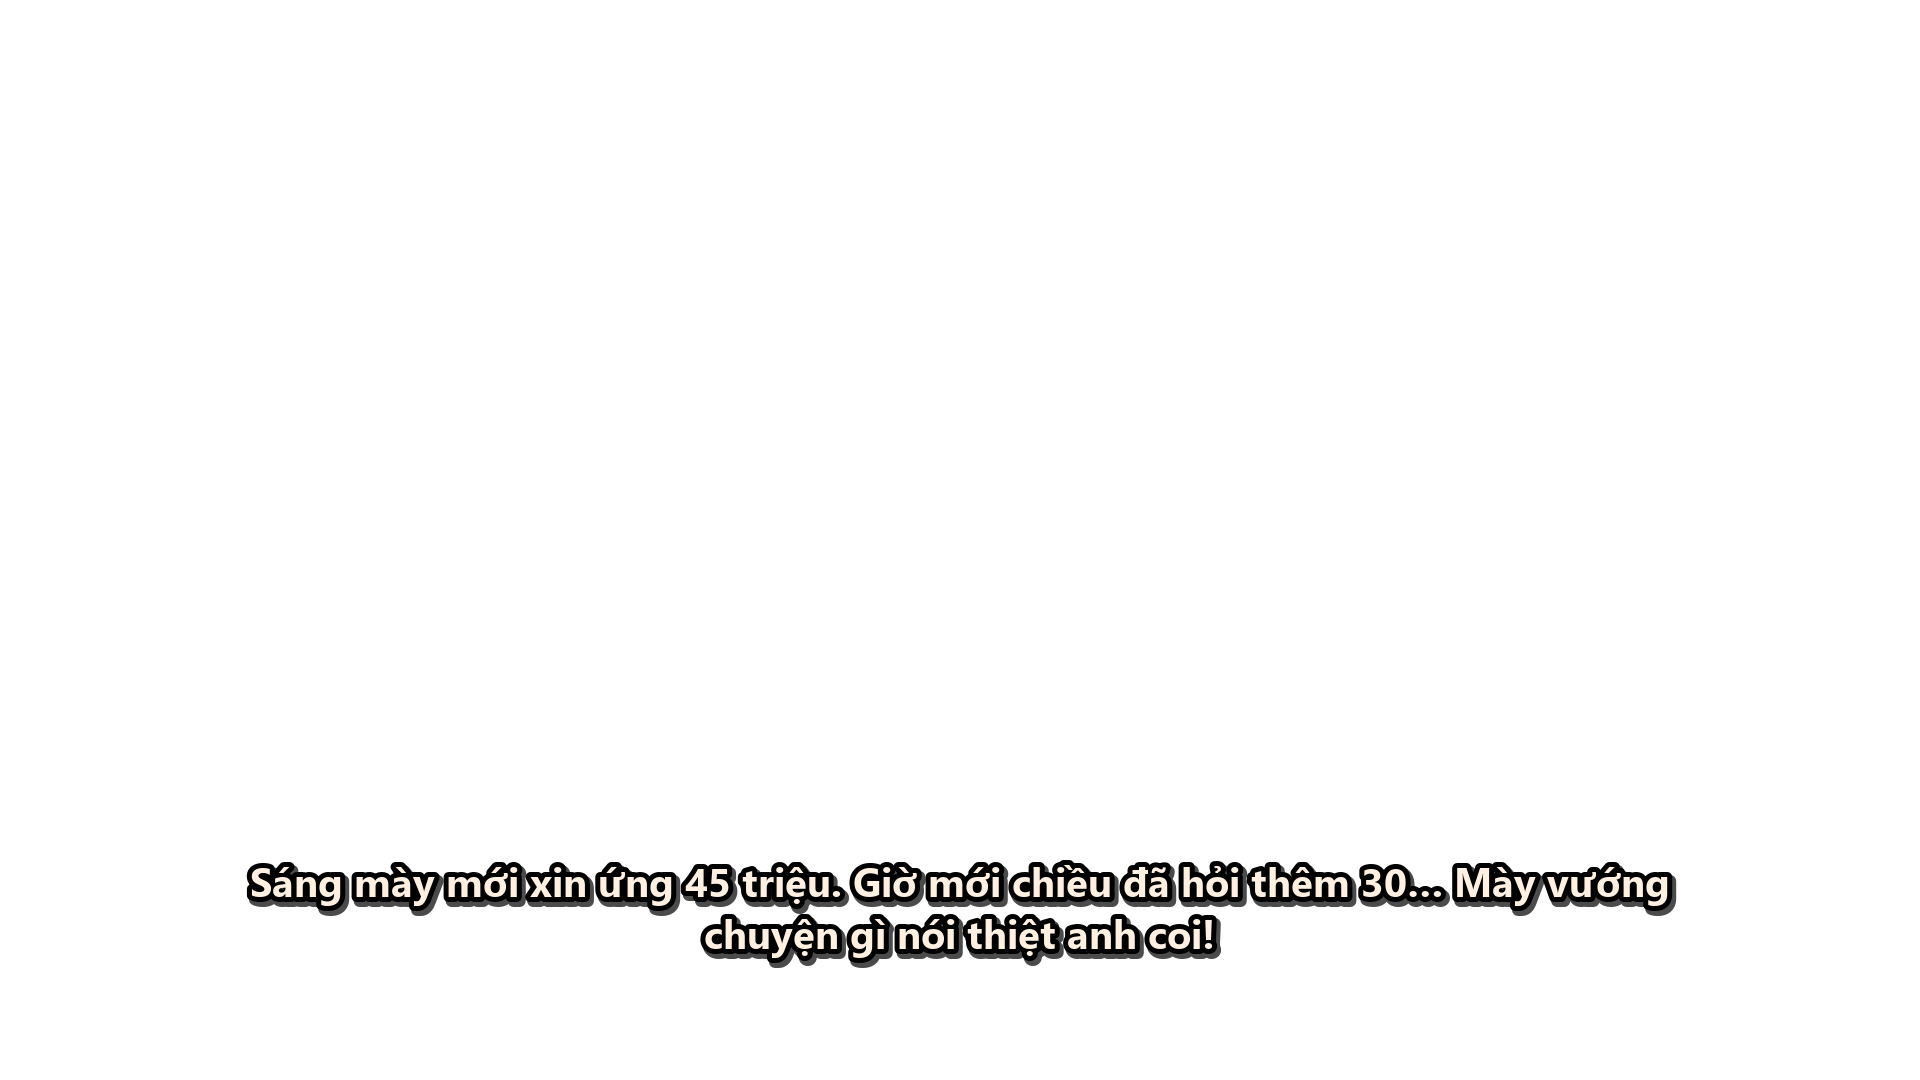 Sáng mày mới xin ứng 45 triệu. Giờ mới chiều đã hỏi thêm 30... Mày vướng
chuyện gì nói thiệt anh coi!